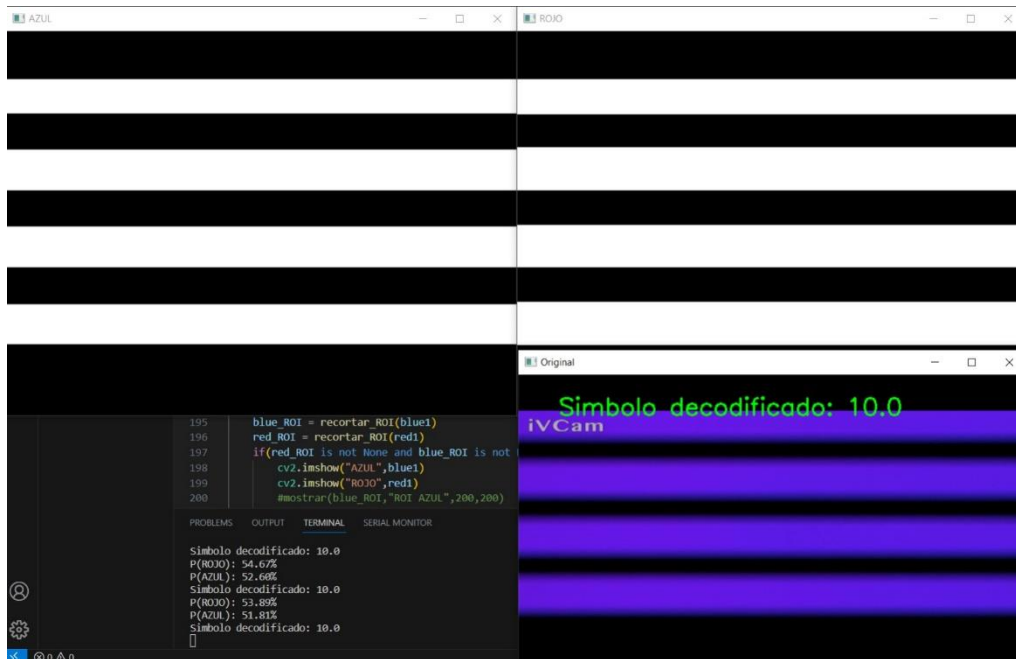 AZUL
ROJO
Original
Simbolo decodificado: 10.0
iVCam
195 blue_ROI = recortar_ROI(blue1)
196 red_ROI = recortar_ROI(red1)
197 if(red_ROI is not None and blue_ROI is not
198 cv2.imshow("AZUL",blue1)
199 cv2.imshow("ROJO",red1)
200 #mostrar(blue_ROI,"ROI AZUL",200,200)
PROBLEMS OUTPUT TERMINAL SERIAL MONITOR
Simbolo decodificado: 10.0
P(ROJO): 54.67%
P(AZUL): 52.60%
Simbolo decodificado: 10.0
P(ROJO): 53.89%
P(AZUL): 51.81%
Simbolo decodificado: 10.0
0 0 0